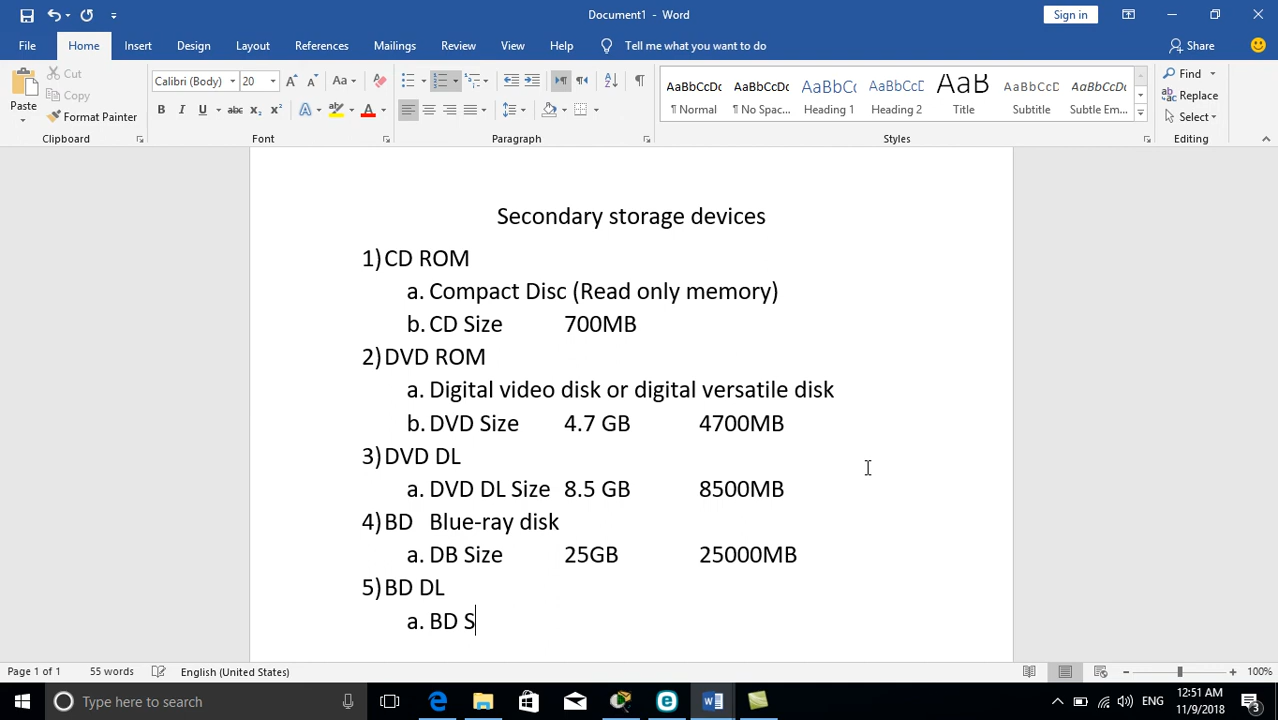 Document1 - Word
Sign in
File Home Insert Design Layout References Mailings Review View Help Tell me what you want to do Share
Paste
Cut
Copy
Format Painter
Clipboard
Calibri (Body) 20
Font
Paragraph
AaBbCcDc AaBbCcDc AaBbC AaBbCcC AaB AaBbCcD AaBbCcDc
¶ Normal ¶ No Spac... Heading 1 Heading 2 Title Subtitle Subtle Em...
Styles
Find
Replace
Select
Editing
Secondary storage devices
1) CD ROM
a. Compact Disc (Read only memory)
b. CD Size 700MB
2) DVD ROM
a. Digital video disk or digital versatile disk
b. DVD Size 4.7 GB 4700MB
3) DVD DL
a. DVD DL Size 8.5 GB 8500MB
4) BD Blue-ray disk
a. DB Size 25GB 25000MB
5) BD DL
a. BD S
Page 1 of 1 55 words English (United States) 100%
Type here to search
ENG
12:51 AM
11/9/2018
3